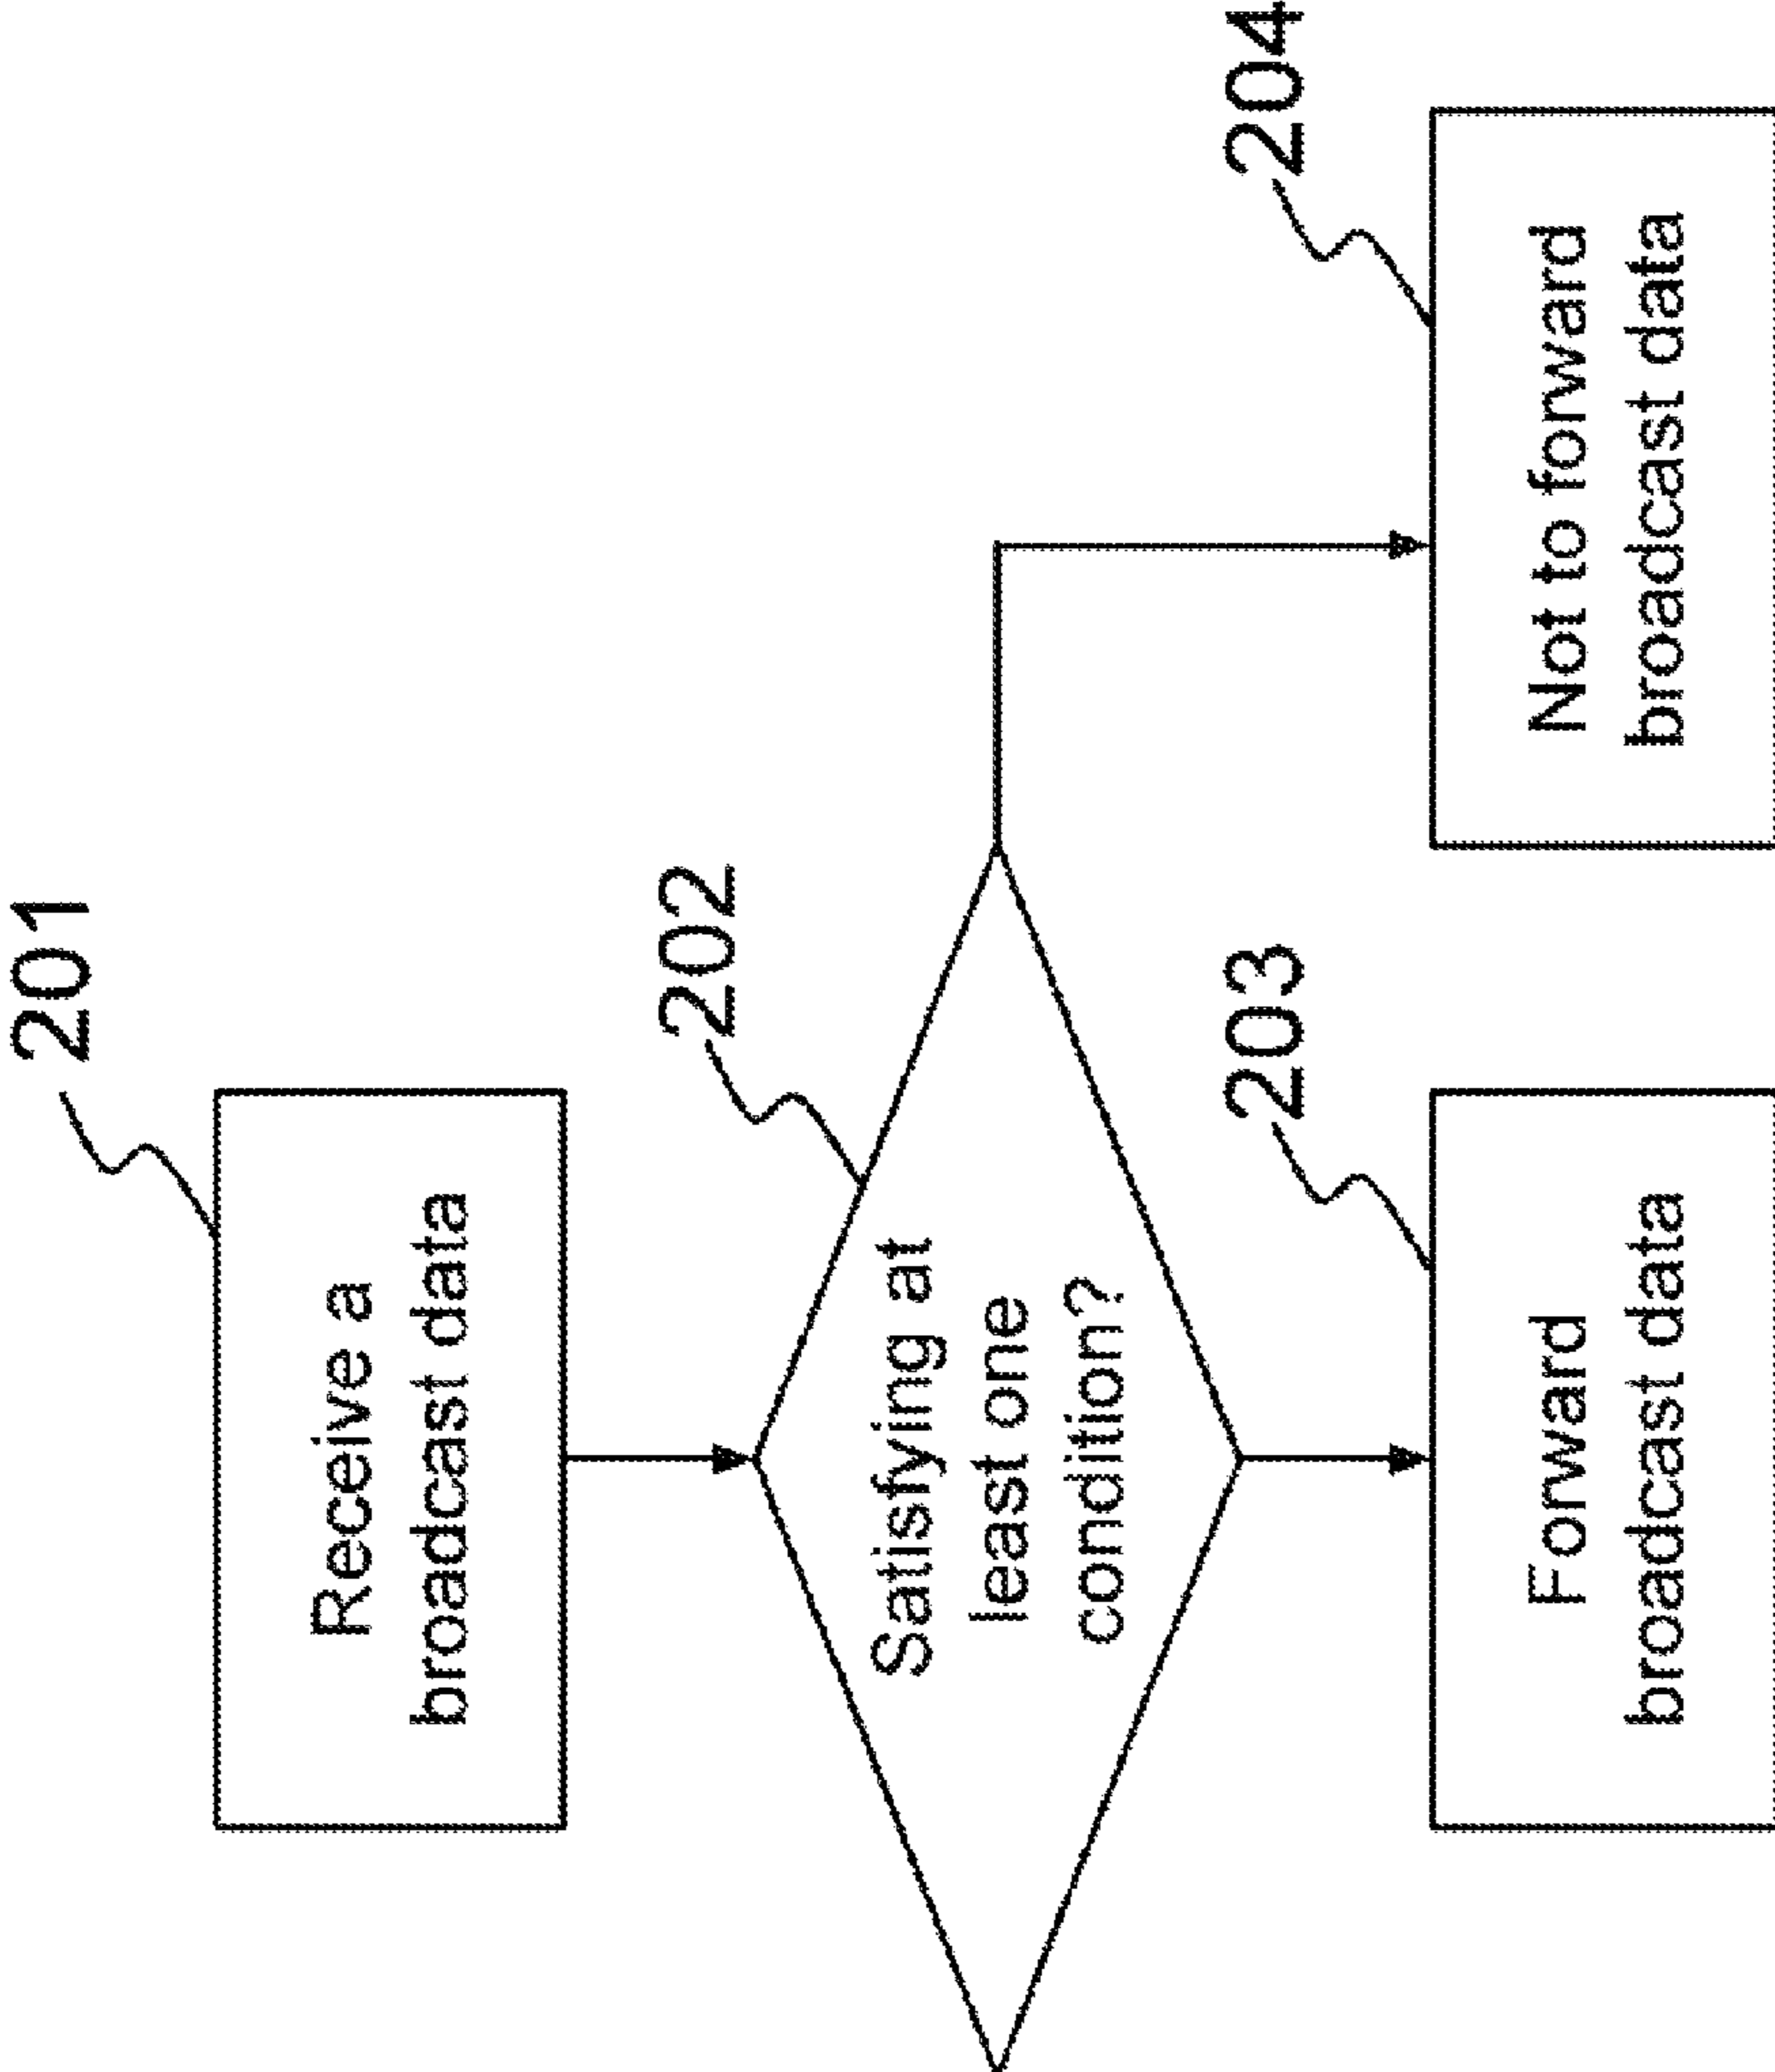 201
Receive a
broadcast data
202
Satisfying at
least one
condition?
203
Forward
broadcast data
204
Not to forward
broadcast data